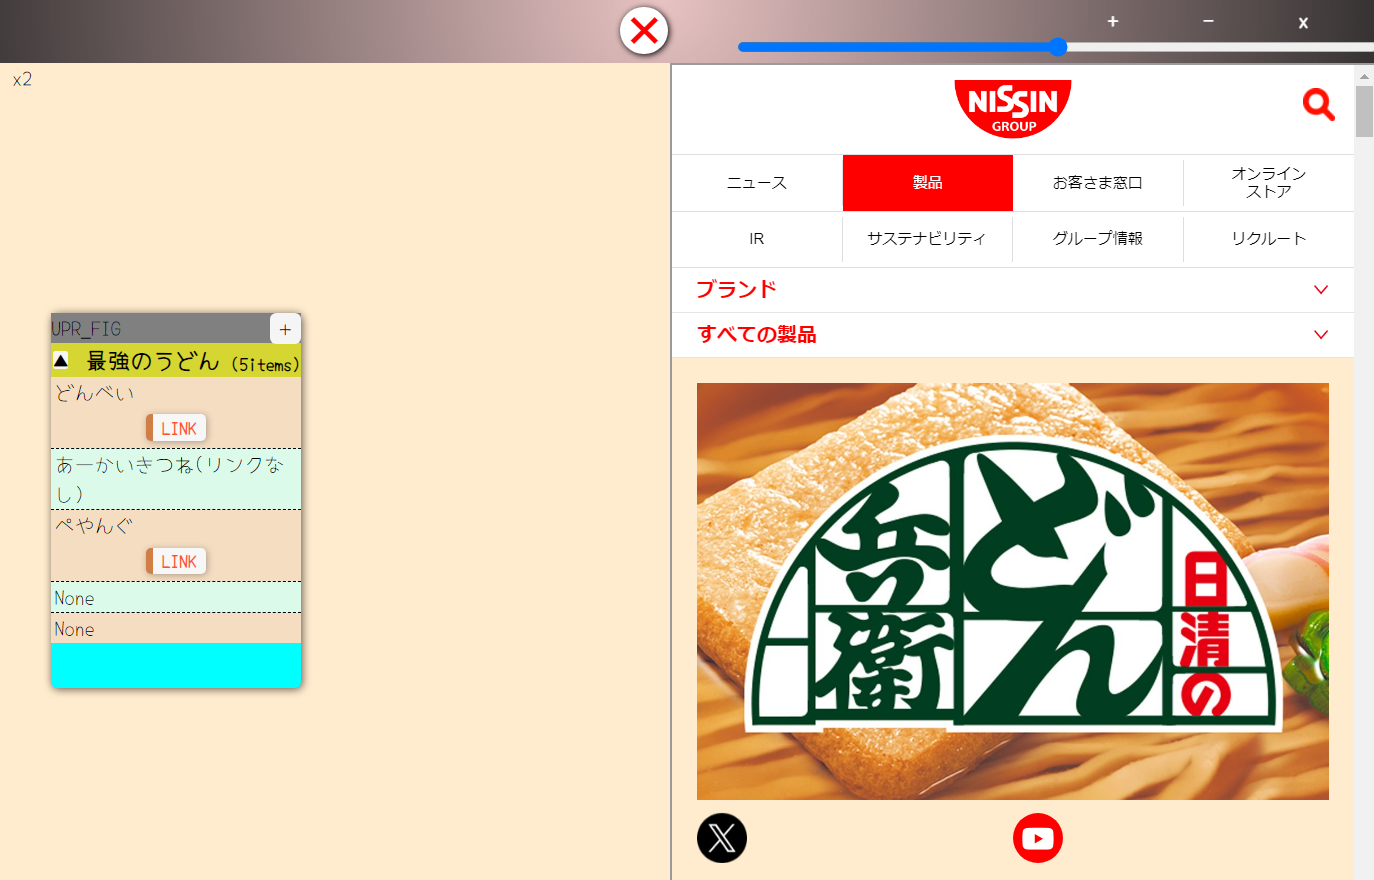 + − x
x2
UPR_FIG +
最強のうどん (5items)
どんべい
LINK
あーかいきつね(リンクな
し)
ぺやんぐ
LINK
None
None
NISSIN
GROUP
ニュース
製品
お客さま窓口
オンライン
ストア
IR
サステナビリティ
グループ情報
リクルート
ブランド
すべての製品
日清の
どん
兵衛